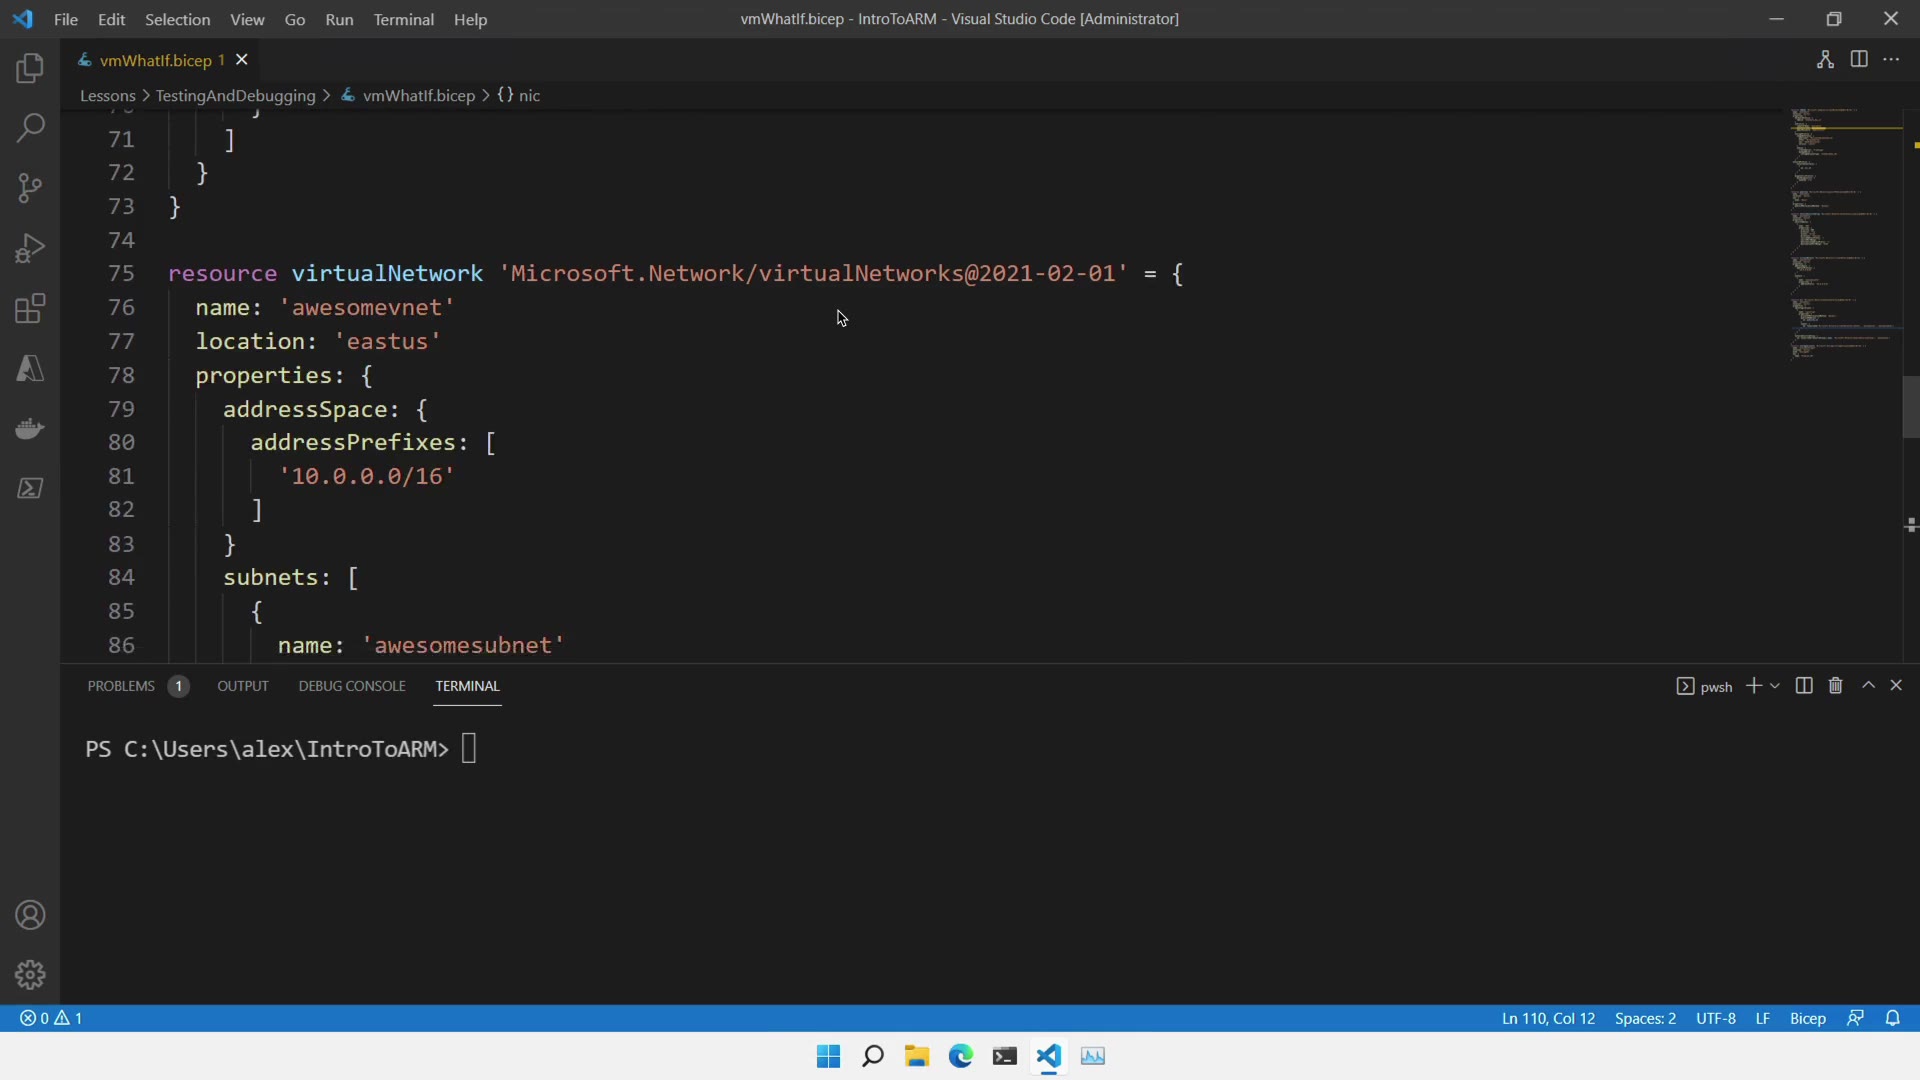 File Edit Selection View Go Run Terminal Help
vmWhatIf.bicep - IntroToARM - Visual Studio Code [Administrator]
vmWhatIf.bicep 1
Lessons > TestingAndDebugging > vmWhatIf.bicep > {} nic
71 ]
72 }
73 }
74
75 resource virtualNetwork 'Microsoft.Network/virtualNetworks@2021-02-01' = {
76 name: 'awesomevnet'
77 location: 'eastus'
78 properties: {
79 addressSpace: {
80 addressPrefixes: [
81 '10.0.0.0/16'
82 ]
83 }
84 subnets: [
85 {
86 name: 'awesomesubnet'
PROBLEMS 1 OUTPUT DEBUG CONSOLE TERMINAL
pwsh
PS C:\Users\alex\IntroToARM>
0 1
Ln 110, Col 12 Spaces: 2 UTF-8 LF Bicep